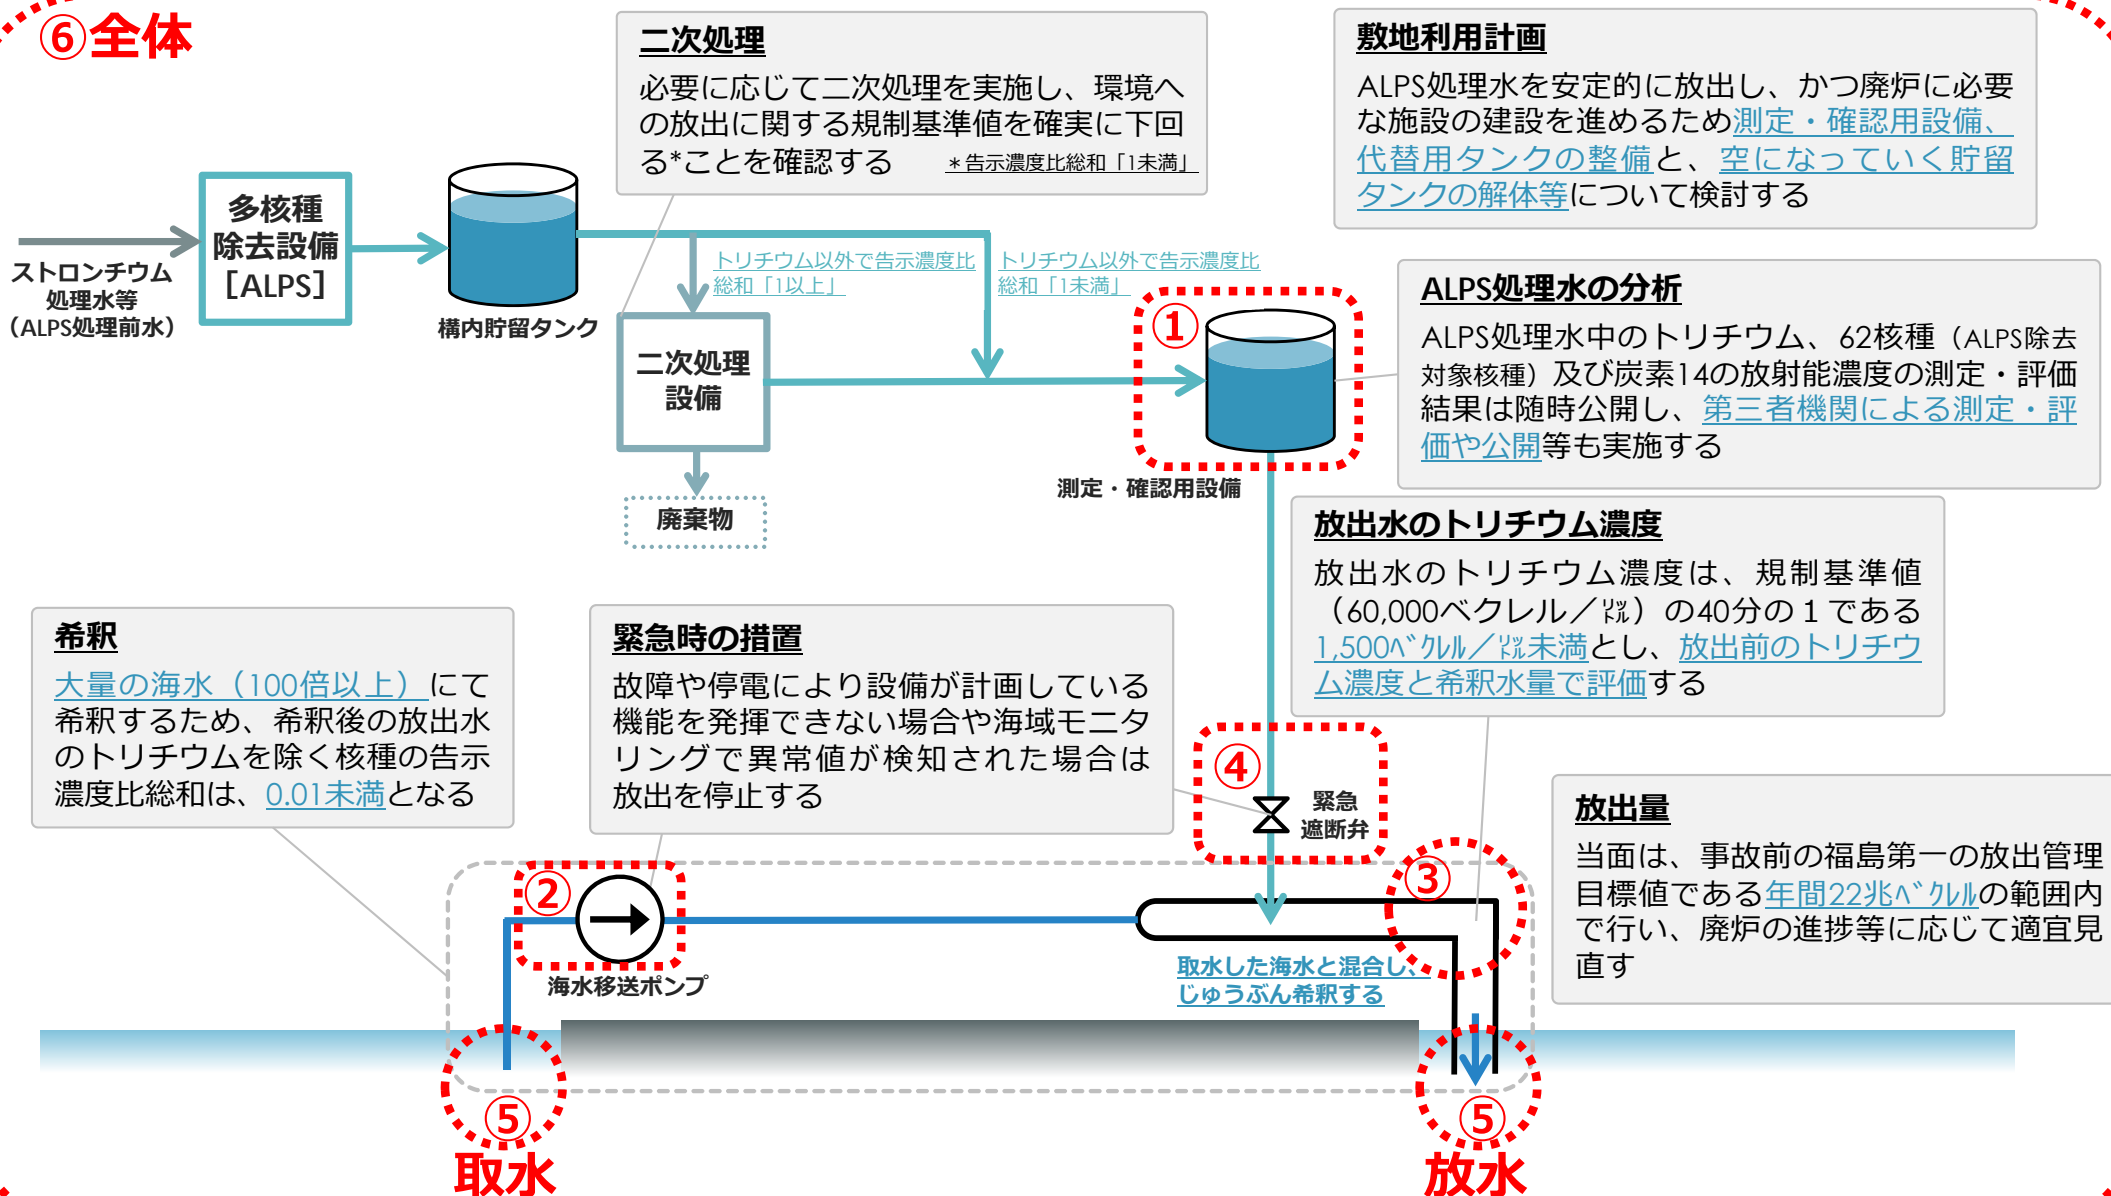 ⑥全体
二次処理
必要に応じて二次処理を実施し、環境へ
の放出に関する規制基準値を確実に下回
る*ことを確認する ＊告示濃度比総和「1未満」
敷地利用計画
ALPS処理水を安定的に放出し、かつ廃炉に必要
な施設の建設を進めるため測定・確認用設備、
代替用タンクの整備と、空になっていく貯留
タンクの解体等について検討する
ストロンチウム
処理水等
（ALPS処理前水）
多核種
除去設備
［ALPS］
構内貯留タンク
トリチウム以外で告示濃度比
総和「1以上」
トリチウム以外で告示濃度比
総和「1未満」
二次処理
設備
廃棄物
①
測定・確認用設備
ALPS処理水の分析
ALPS処理水中のトリチウム、62核種（ALPS除去
対象核種）及び炭素14の放射能濃度の測定・評価
結果は随時公開し、第三者機関による測定・評
価や公開等も実施する
放出水のトリチウム濃度
放出水のトリチウム濃度は、規制基準値
（60,000ベクレル／㍑）の40分の１である
1,500ﾍﾞｸﾚﾙ／㍑未満とし、放出前のトリチウ
ム濃度と希釈水量で評価する
希釈
大量の海水（100倍以上）にて
希釈するため、希釈後の放出水
のトリチウムを除く核種の告示
濃度比総和は、0.01未満となる
緊急時の措置
故障や停電により設備が計画している
機能を発揮できない場合や海域モニタ
リングで異常値が検知された場合は
放出を停止する
④
緊急
遮断弁
放出量
当面は、事故前の福島第一の放出管理
目標値である年間22兆ﾍﾞｸﾚﾙの範囲内
で行い、廃炉の進捗等に応じて適宜見
直す
②
海水移送ポンプ
③
取水した海水と混合し、
じゅうぶん希釈する
⑤
取水
⑤
放水